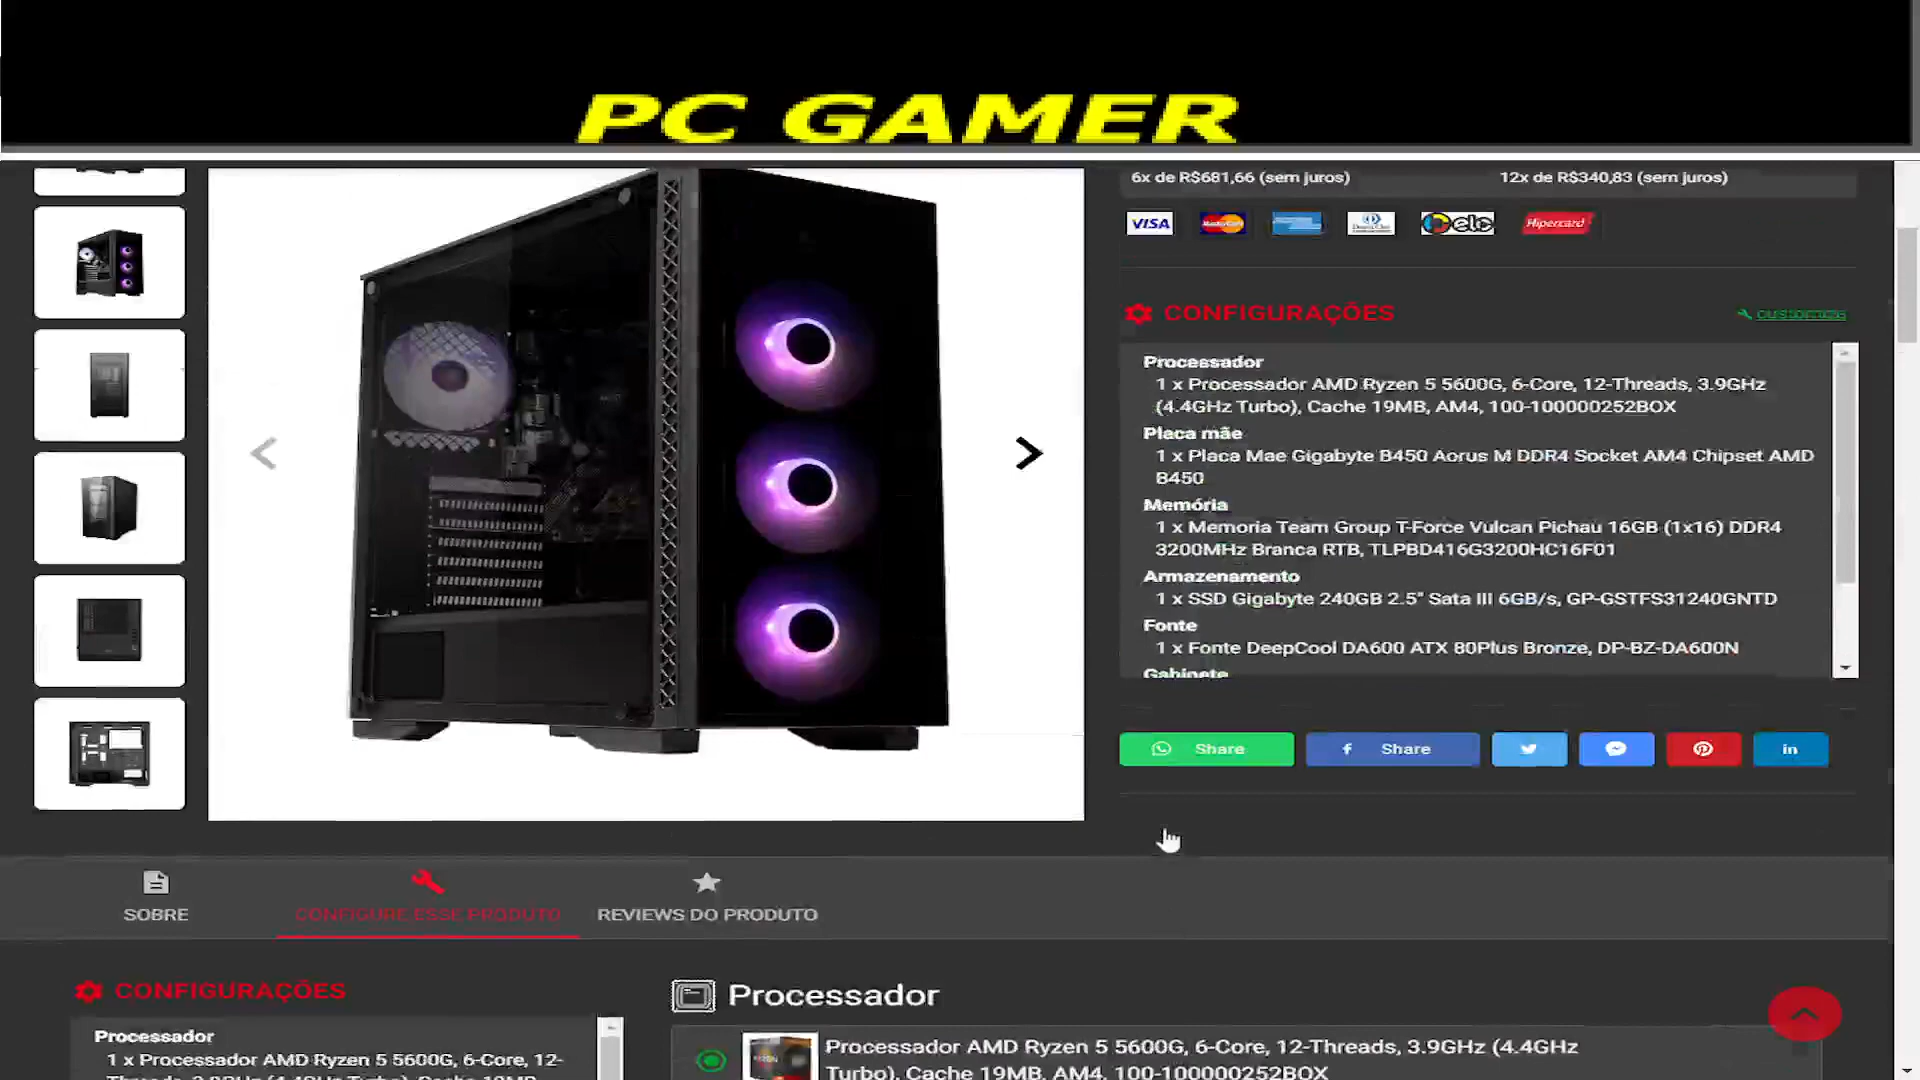 PC GAMER
6x de R$681,66 (sem juros)
12x de R$340,83 (sem juros)
VISA
MasterCard
elo
Hipercard
CONFIGURAÇÕES
Processador
1 x Processador AMD Ryzen 5 5600G, 6-Core, 12-Threads, 3.9GHz
(4.4GHz Turbo), Cache 19MB, AM4, 100-100000252BOX
Placa mãe
1 x Placa Mae Gigabyte B450 Aorus M DDR4 Socket AM4 Chipset AMD
B450
Memória
1 x Memoria Team Group T-Force Vulcan Pichau 16GB (1x16) DDR4
3200MHz Branca RTB, TLPBD416G3200HC16F01
Armazenamento
1 x SSD Gigabyte 240GB 2.5" Sata III 6GB/s, GP-GSTFS31240GNTD
Fonte
1 x Fonte DeepCool DA600 ATX 80Plus Bronze, DP-BZ-DA600N
Gabinete
Share
Share
in
SOBRE
CONFIGURE ESSE PRODUTO
REVIEWS DO PRODUTO
CONFIGURAÇÕES
Processador
1 x Processador AMD Ryzen 5 5600G, 6-Core, 12-
Processador
Processador AMD Ryzen 5 5600G, 6-Core, 12-Threads, 3.9GHz (4.4GHz
Turbo), Cache 19MB, AM4, 100-100000252BOX